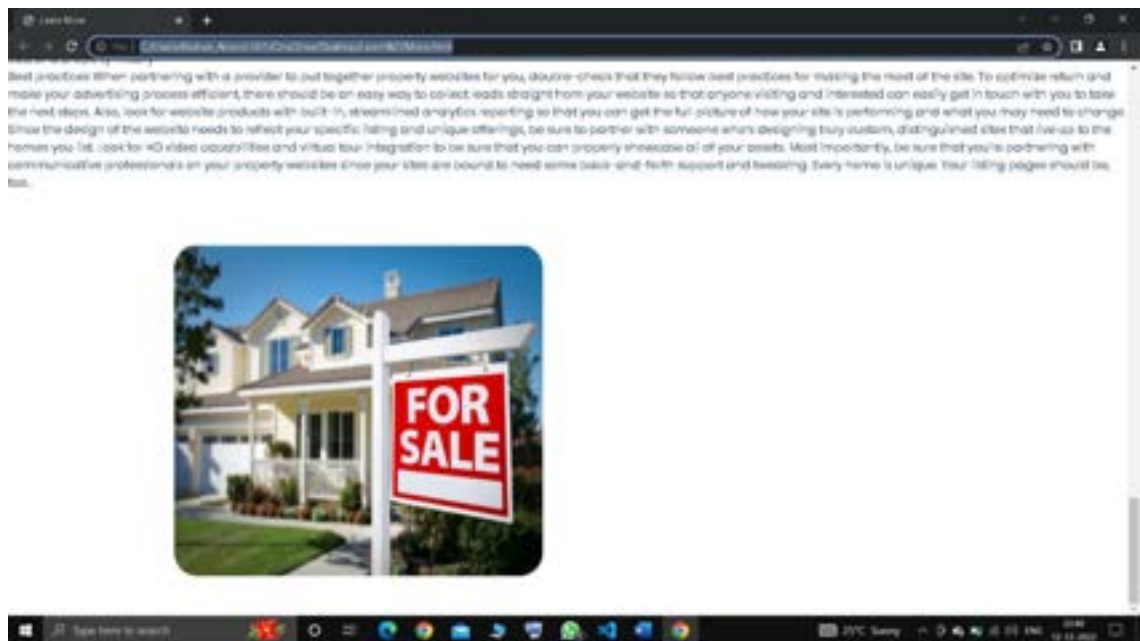 Learn More
Best practices When partnering with a provider to put together property websites for you, double-check that they follow best practices for making the most of the site. To optimize return and
make your advertising process efficient, there should be an easy way to collect leads straight from your website so that anyone visiting and interested can easily get in touch with you to take
the next steps. Also, look for website products with built-in, streamlined analytics reporting so that you can get the full picture of how your site is performing and what you may need to change.
Since the design of the website needs to reflect your specific listing and unique offerings, be sure to partner with someone who's designing truly custom, distinguished sites that live-up to the
homes you list. Look for HD video capabilities and virtual tour integration to be sure that you can properly showcase all of your assets. Most importantly, be sure that you're partnering with
communicative professionals on your property websites since your sites are bound to need some back-and-forth support and tweaking. Every home is unique. Your listing pages should be,
too.
FOR
SALE
Type here to search
25°C Sunny
ENG